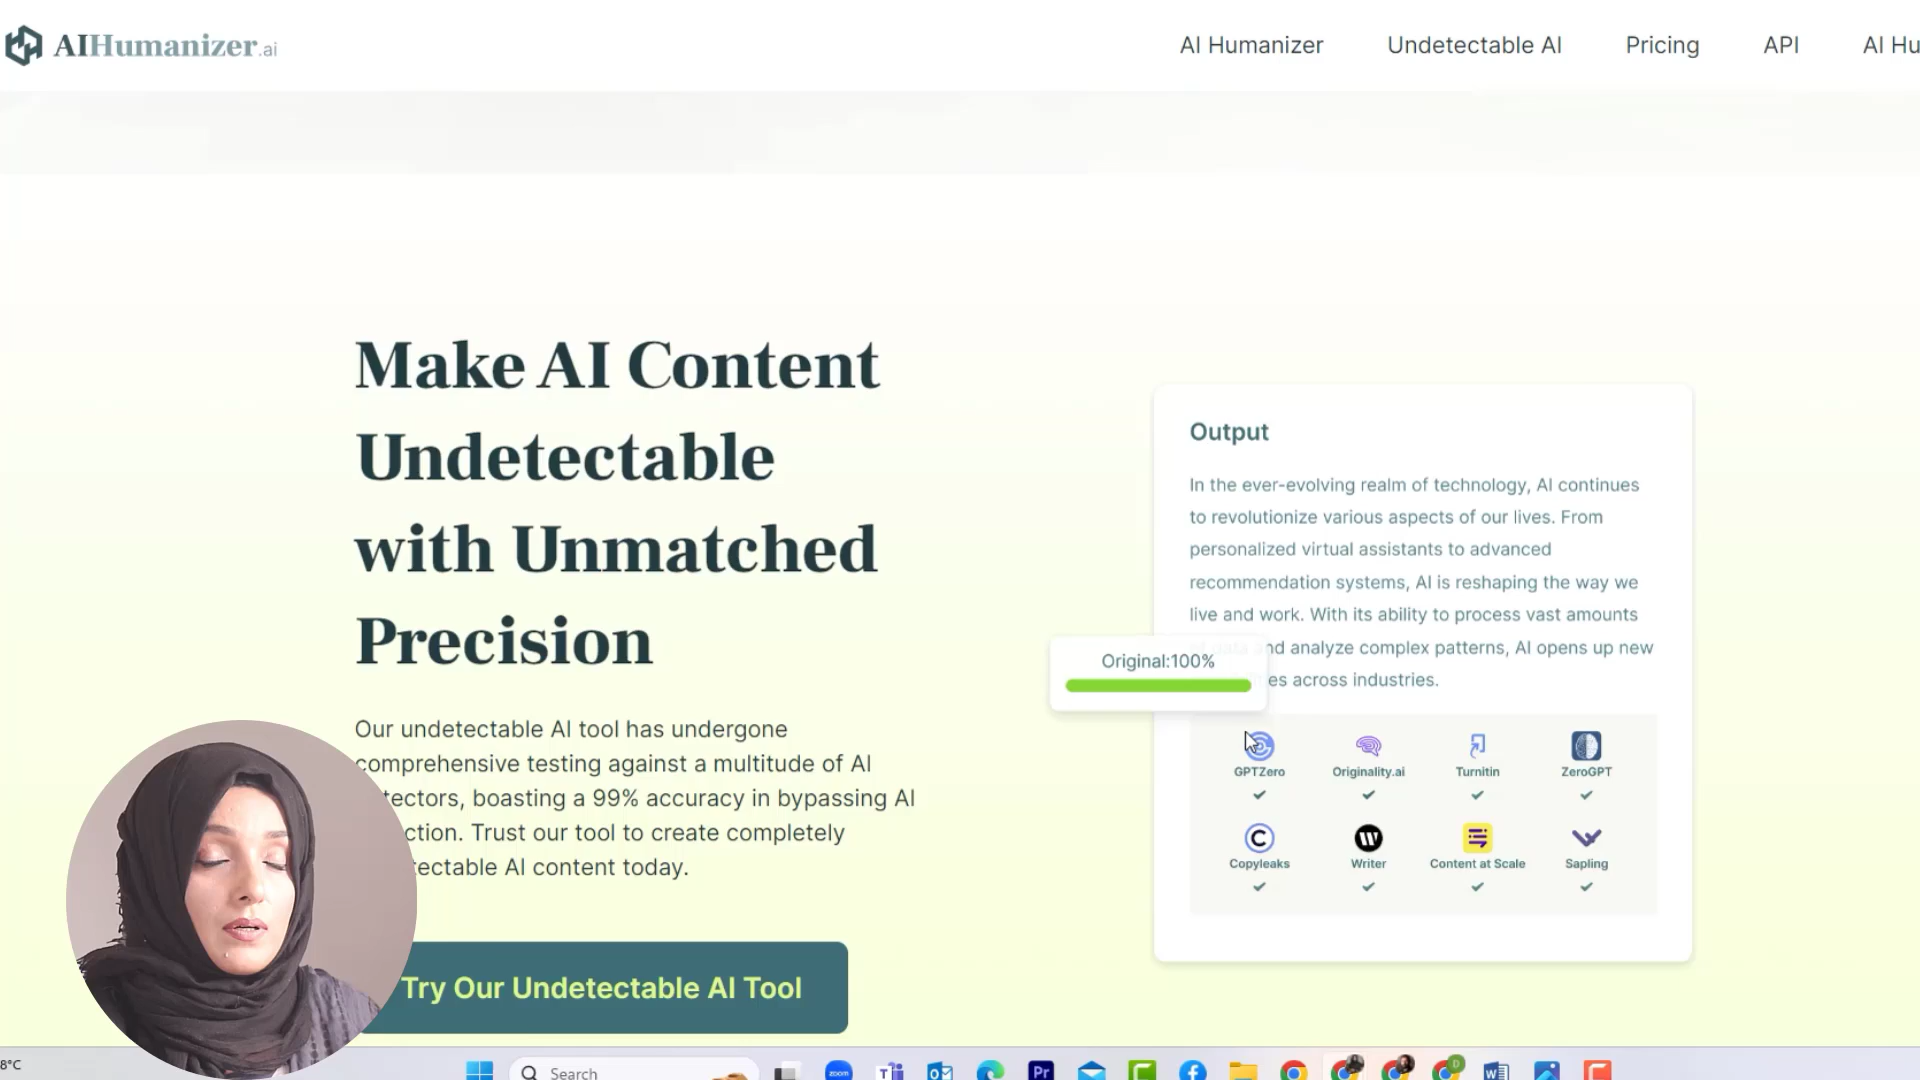 AIHumanizer.ai
AI Humanizer
Undetectable AI
Pricing
API
AI Hu
Make AI Content
Undetectable
with Unmatched
Precision
Our undetectable AI tool has undergone
comprehensive testing against a multitude of AI
tectors, boasting a 99% accuracy in bypassing AI
ction. Trust our tool to create completely
tectable AI content today.
Try Our Undetectable AI Tool
Output
In the ever-evolving realm of technology, AI continues
to revolutionize various aspects of our lives. From
personalized virtual assistants to advanced
recommendation systems, AI is reshaping the way we
live and work. With its ability to process vast amounts
and analyze complex patterns, AI opens up new
es across industries.
Original:100%
GPTZero
Originality.ai
Turnitin
ZeroGPT
Copyleaks
Writer
Content at Scale
Sapling
8°C
Search
zoom
Pr